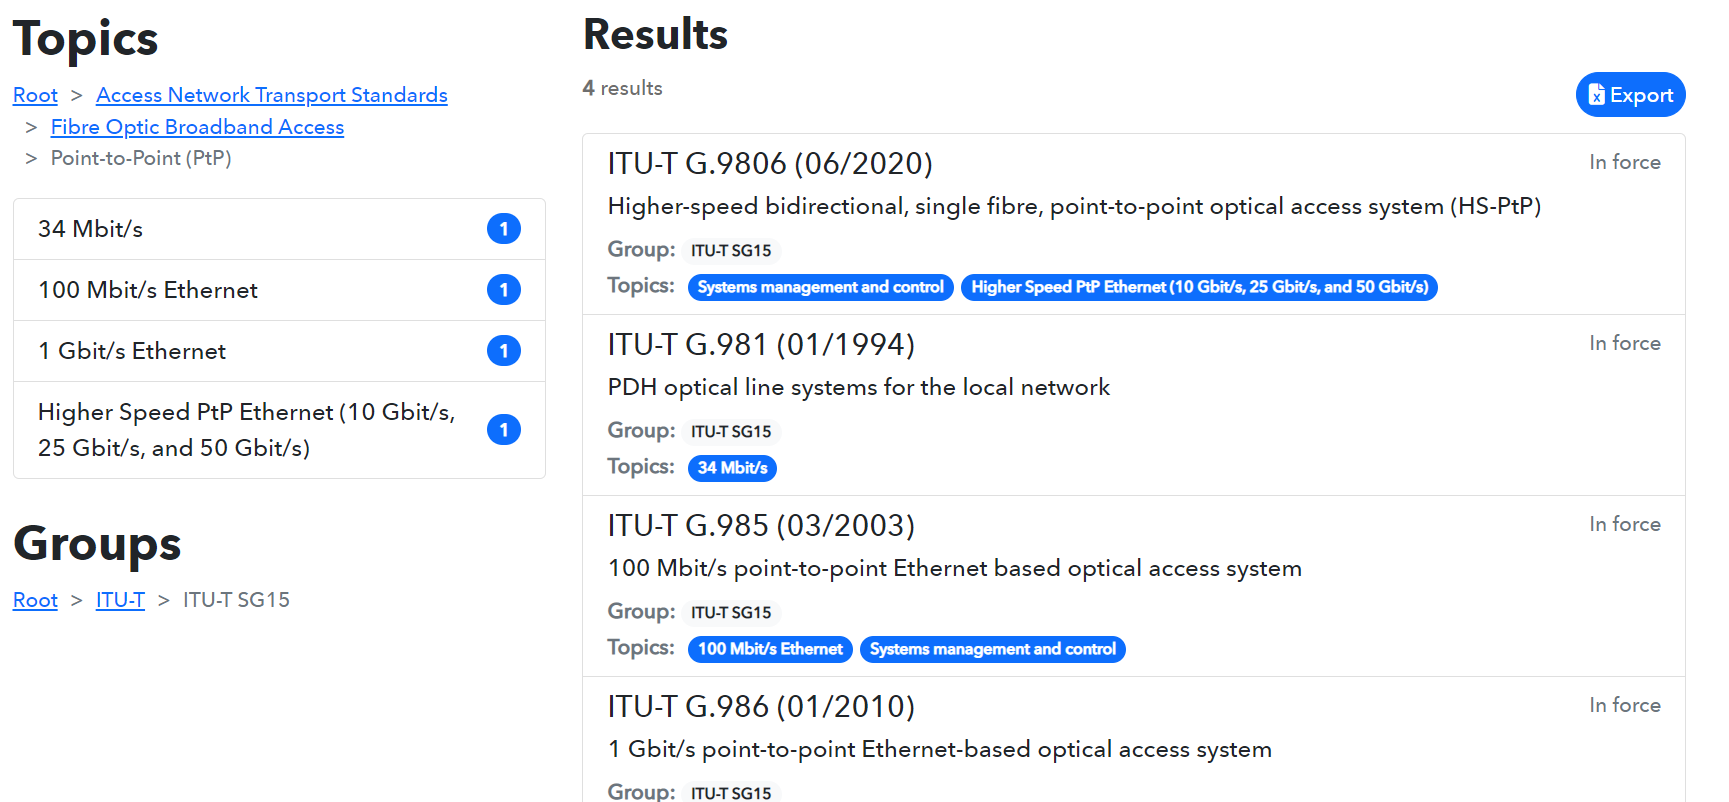 Topics
Root > Access Network Transport Standards
> Fibre Optic Broadband Access
> Point-to-Point (PtP)
34 Mbit/s 1
100 Mbit/s Ethernet 1
1 Gbit/s Ethernet 1
Higher Speed PtP Ethernet (10 Gbit/s,
25 Gbit/s, and 50 Gbit/s) 1
Groups
Root > ITU-T > ITU-T SG15
Results
4 results
Export
ITU-T G.9806 (06/2020) In force
Higher-speed bidirectional, single fibre, point-to-point optical access system (HS-PtP)
Group: ITU-T SG15
Topics: Systems management and control Higher Speed PtP Ethernet (10 Gbit/s, 25 Gbit/s, and 50 Gbit/s)
ITU-T G.981 (01/1994) In force
PDH optical line systems for the local network
Group: ITU-T SG15
Topics: 34 Mbit/s
ITU-T G.985 (03/2003) In force
100 Mbit/s point-to-point Ethernet based optical access system
Group: ITU-T SG15
Topics: 100 Mbit/s Ethernet Systems management and control
ITU-T G.986 (01/2010) In force
1 Gbit/s point-to-point Ethernet-based optical access system
Group: ITU-T SG15